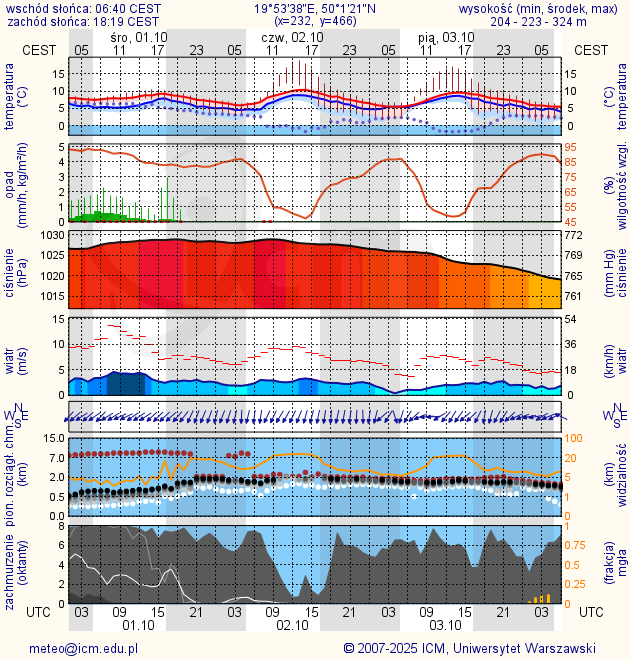 wschód słońca: 06:40 CEST 19°53'38"E, 50°1'21"N wysokość (min, środek, max)
zachód słońca: 18:19 CEST (x=232, y=466) 204 - 223 - 324 m
śro, 01.10 czw, 02.10 pią, 03.10
CEST 05 11 17 23 05 11 17 23 05 11 17 23 CEST
temperatura (°C)
15 10 5 0
15 10 5 0
(°C) temperatura
opad (mm/h, kg/m²/h)
5 4 3 2 1 0
95 85 75 65 55 45
(%) wilgotność wzgl.
ciśnienie (hPa)
1030 1025 1020 1015
772 769 765 761
(mm Hg) ciśnienie
wiatr (m/s)
15 10 5 0
54 36 18 0
(km/h) wiatr
N W E S
N W E S
pion. rozciągł. chm. (km)
15.0 7.0 2.0 0.5 0.0
100 20 5 1 0
(km) widzialność
zachmurzenie (oktanty)
8 6 4 2 0
1 0.75 0.5 0.25 0
(frakcja) mgła
UTC 03 09 15 21 03 09 15 21 03 09 15 21 03 UTC
01.10 02.10 03.10
meteo@icm.edu.pl © 2007-2025 ICM, Uniwersytet Warszawski